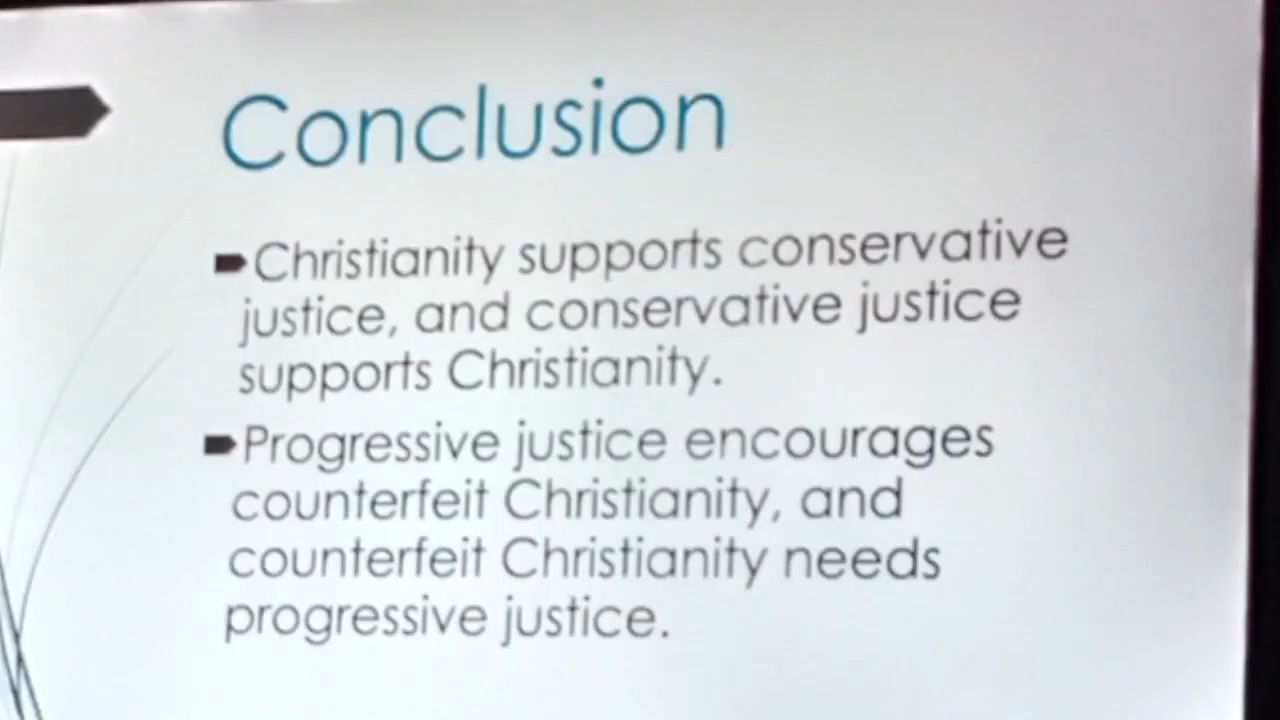 Conclusion
Christianity supports conservative
justice, and conservative justice
supports Christianity.
Progressive justice encourages
counterfeit Christianity, and
counterfeit Christianity needs
progressive justice.